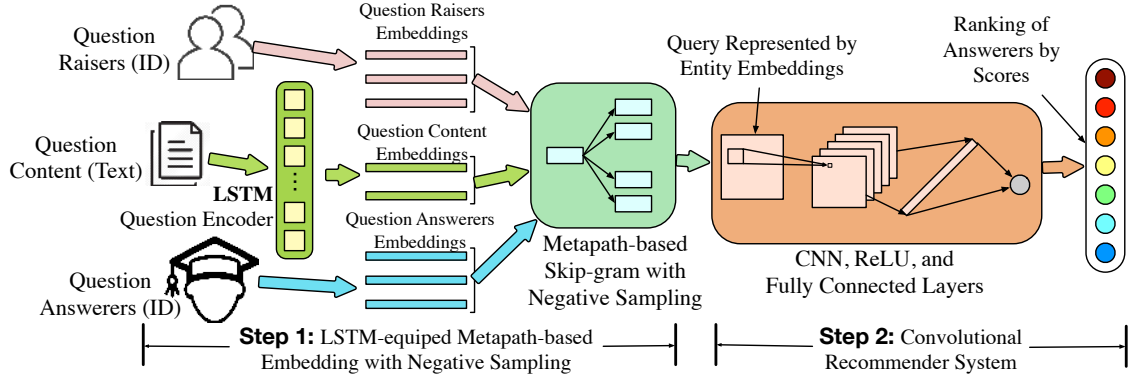 Question
Raisers (ID)
Question Raisers
Embeddings
Question
Content (Text)
LSTM
Question Encoder
Question Content
Embeddings
Question
Answerers (ID)
Question Answerers
Embeddings
Metapath-based
Skip-gram with
Negative Sampling
Query Represented by
Entity Embeddings
CNN, ReLU, and
Fully Connected Layers
Ranking of
Answerers by
Scores
Step 1: LSTM-equiped Metapath-based
Embedding with Negative Sampling
Step 2: Convolutional
Recommender System